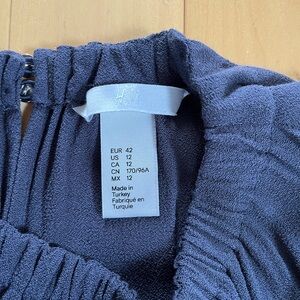 EUR 42
US 12
CA 12
CN 170/96A
MX 12
Made in
Turkey
Fabriqué en
Turquie